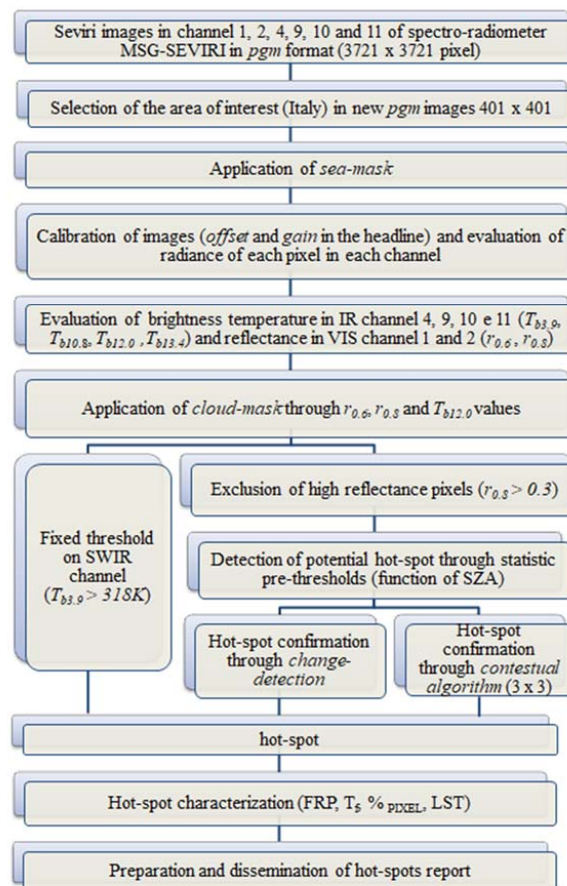 Seviri images in channel 1, 2, 4, 9, 10 and 11 of spectro-radiometer
MSG-SEVIRI in pgm format (3721 x 3721 pixel)
Selection of the area of interest (Italy) in new pgm images 401 x 401
Application of sea-mask
Calibration of images (offset and gain in the headline) and evaluation of
radiance of each pixel in each channel
Evaluation of brightness temperature in IR channel 4, 9, 10 e 11 (Tb3.9,
Tb10.8, Tb12.0 ,Tb13.4) and reflectance in VIS channel 1 and 2 (r0.6 , r0.8)
Application of cloud-mask through r0.6, r0.8 and Tb12.0 values
Fixed threshold
on SWIR
channel
(Tb3.9 > 318K)
Exclusion of high reflectance pixels (r0.8 > 0.3)
Detection of potential hot-spot through statistic
pre-thresholds (function of SZA)
Hot-spot confirmation
through change-
detection
Hot-spot
confirmation
through contestual
algorithm (3 x 3)
hot-spot
Hot-spot characterization (FRP, Tf, % PIXEL, LST)
Preparation and dissemination of hot-spots report